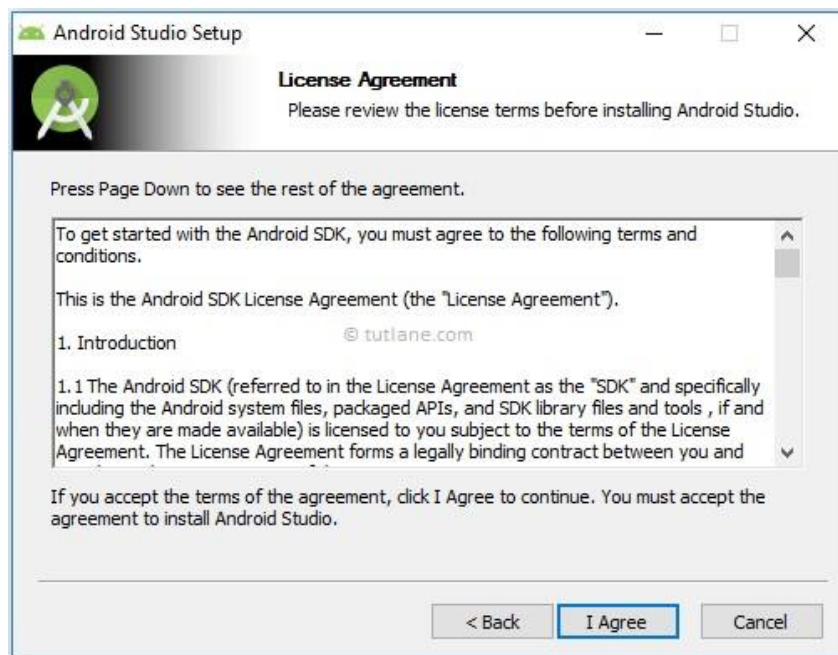 Android Studio Setup
License Agreement
Please review the license terms before installing Android Studio.
Press Page Down to see the rest of the agreement.
To get started with the Android SDK, you must agree to the following terms and
conditions.
This is the Android SDK License Agreement (the "License Agreement").
© tutlane.com
1. Introduction
1.1 The Android SDK (referred to in the License Agreement as the "SDK" and specifically
including the Android system files, packaged APIs, and SDK library files and tools , if and
when they are made available) is licensed to you subject to the terms of the License
Agreement. The License Agreement forms a legally binding contract between you and
If you accept the terms of the agreement, click I Agree to continue. You must accept the
agreement to install Android Studio.
< Back
I Agree
Cancel